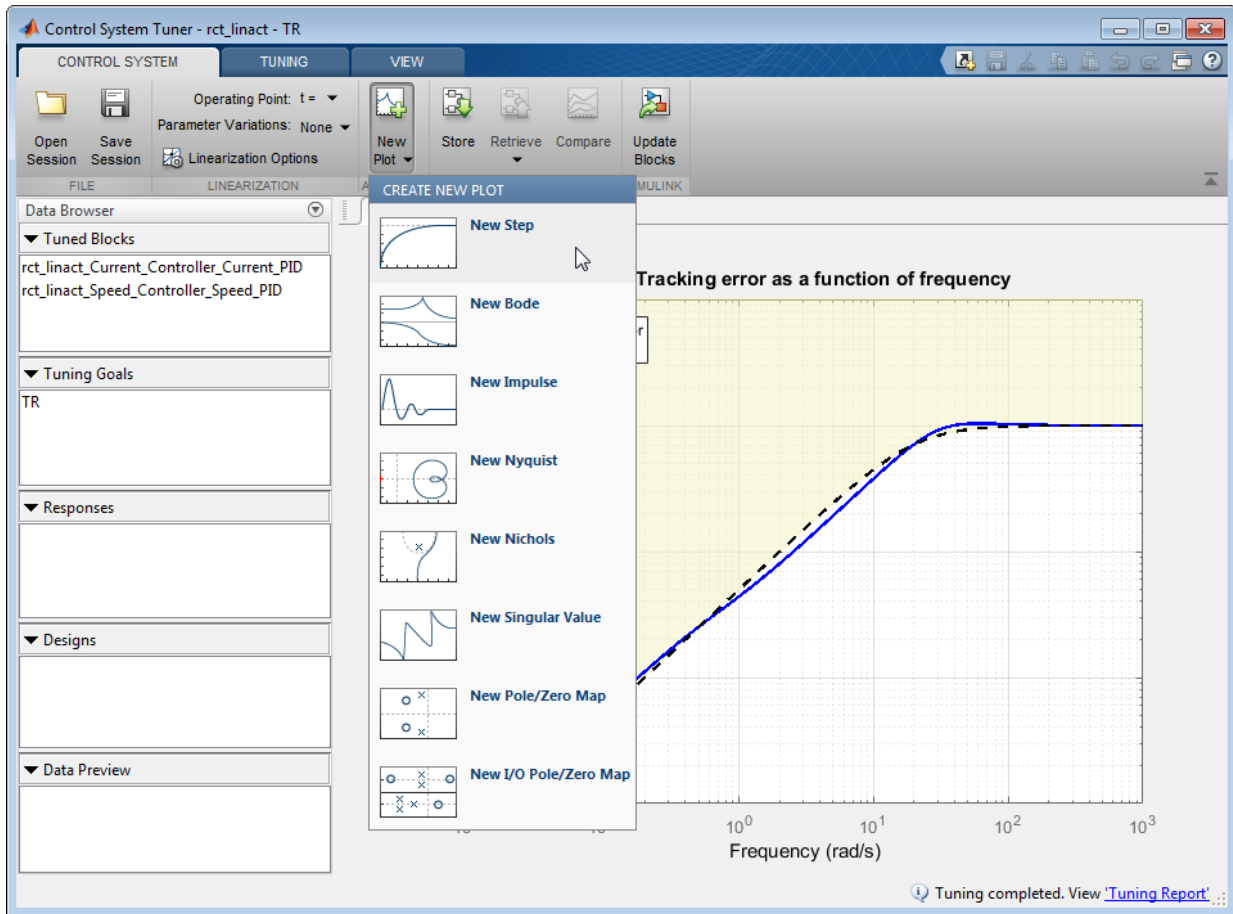 Control System Tuner - rct_linact - TR
CONTROL SYSTEM
TUNING
VIEW
Open Session
Save Session
Operating Point: t =
Parameter Variations: None
Linearization Options
New Plot
Store
Retrieve
Compare
Update Blocks
FILE
LINEARIZATION
A
MULINK
CREATE NEW PLOT
New Step
New Bode
New Impulse
New Nyquist
New Nichols
New Singular Value
New Pole/Zero Map
New I/O Pole/Zero Map
Data Browser
Tuned Blocks
rct_linact_Current_Controller_Current_PID
rct_linact_Speed_Controller_Speed_PID
Tuning Goals
TR
Responses
Designs
Data Preview
Tracking error as a function of frequency
r
10^0
10^1
10^2
10^3
Frequency (rad/s)
Tuning completed. View 'Tuning Report'